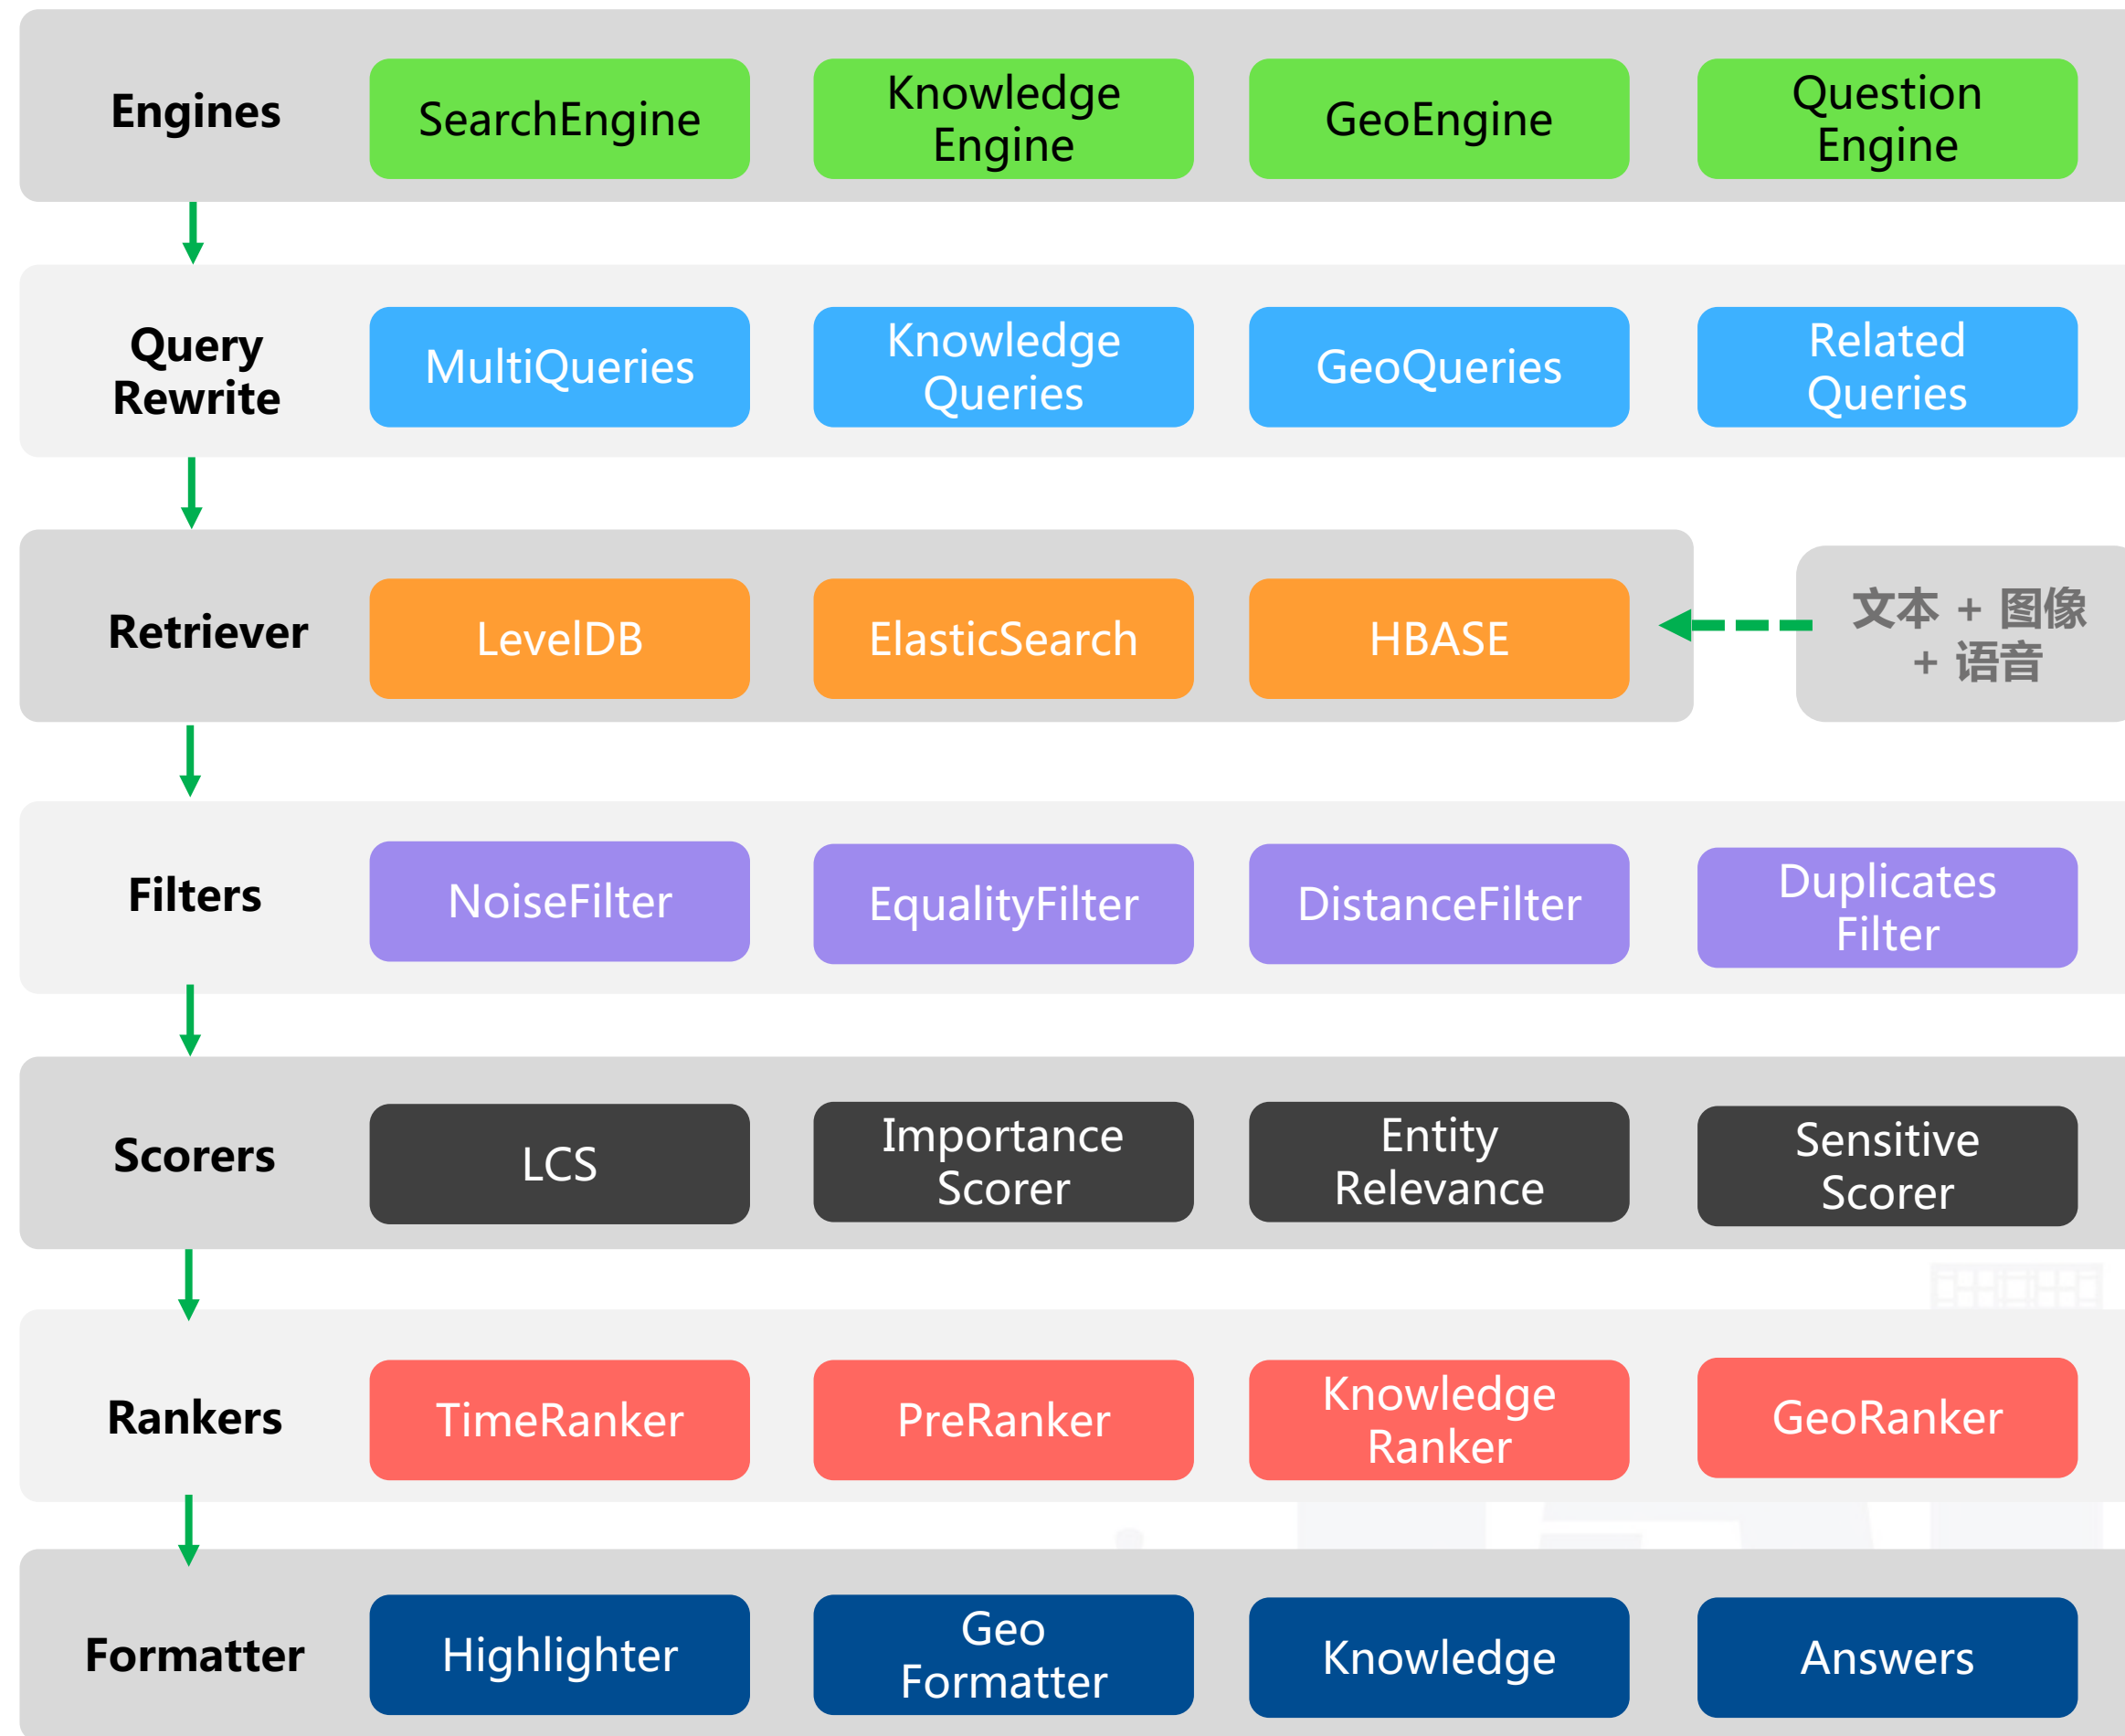 Engines
SearchEngine
Knowledge
Engine
GeoEngine
Question
Engine
Query
Rewrite
MultiQueries
Knowledge
Queries
GeoQueries
Related
Queries
Retriever
LevelDB
ElasticSearch
HBASE
文本 + 图像
+ 语音
Filters
NoiseFilter
EqualityFilter
DistanceFilter
Duplicates
Filter
Scorers
LCS
Importance
Scorer
Entity
Relevance
Sensitive
Scorer
Rankers
TimeRanker
PreRanker
Knowledge
Ranker
GeoRanker
Formatter
Highlighter
Geo
Formatter
Knowledge
Answers